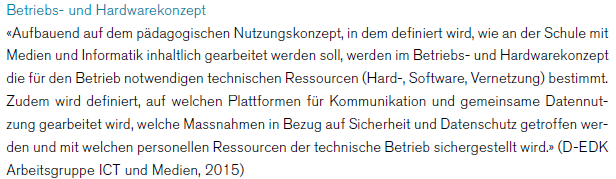 Betriebs- und Hardwarekonzept
«Aufbauend auf dem pädagogischen Nutzungskonzept, in dem definiert wird, wie an der Schule mit
Medien und Informatik inhaltlich gearbeitet werden soll, werden im Betriebs- und Hardwarekonzept
die für den Betrieb notwendigen technischen Ressourcen (Hard-, Software, Vernetzung) bestimmt.
Zudem wird definiert, auf welchen Plattformen für Kommunikation und gemeinsame Datennut-
zung gearbeitet wird, welche Massnahmen in Bezug auf Sicherheit und Datenschutz getroffen wer-
den und mit welchen personellen Ressourcen der technische Betrieb sichergestellt wird.» (D-EDK
Arbeitsgruppe ICT und Medien, 2015)